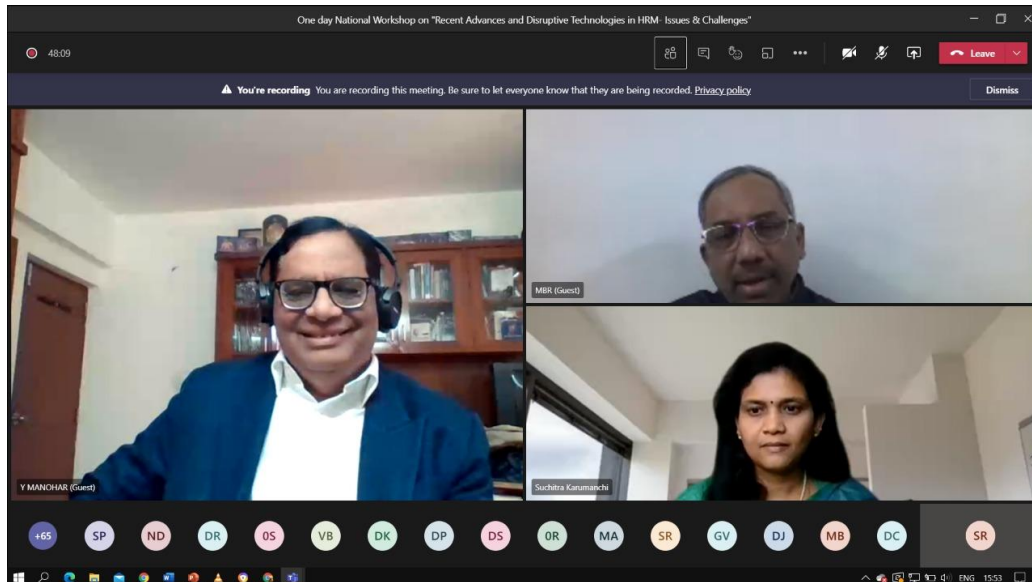 One day National Workshop on "Recent Advances and Disruptive Technologies in HRM- Issues & Challenges"
48:09
Leave
You're recording You are recording this meeting. Be sure to let everyone know that they are being recorded. Privacy policy
Dismiss
MBR (Guest)
Y MANOHAR (Guest)
Suchitra Karumanchi
+65 SP ND DR 0S VB DK DP DS 0R MA SR GV DJ MB DC SR
ENG 15:53